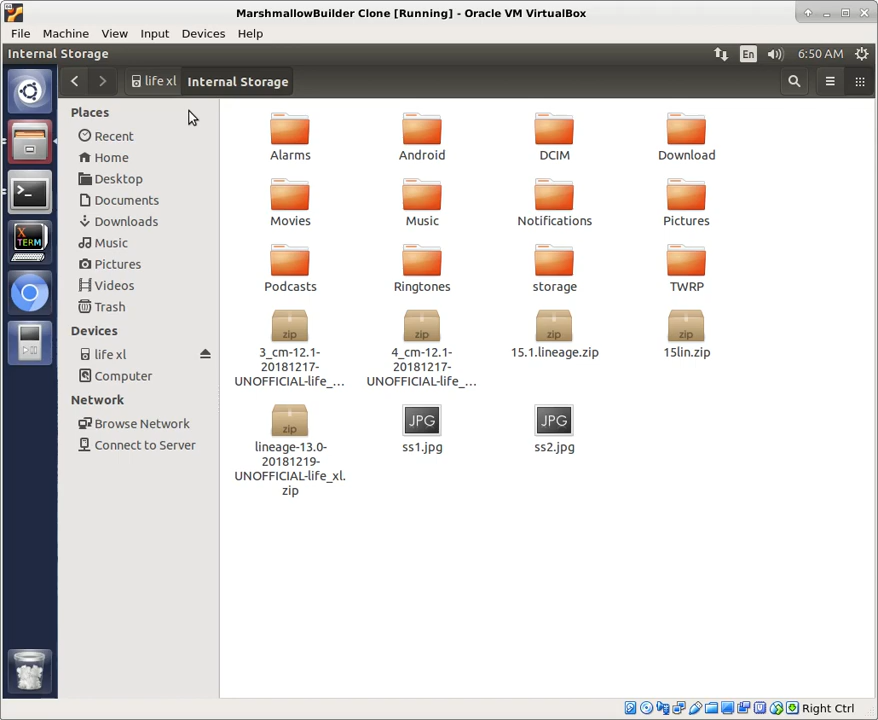 MarshmallowBuilder Clone [Running] - Oracle VM VirtualBox
File Machine View Input Devices Help
Internal Storage
En
6:50 AM
life xl
Internal Storage
Places
Recent
Home
Desktop
Documents
Downloads
Music
Pictures
Videos
Trash
Devices
life xl
Computer
Network
Browse Network
Connect to Server
X
TERM
Alarms
Android
DCIM
Download
Movies
Music
Notifications
Pictures
Podcasts
Ringtones
storage
TWRP
zip
3_cm-12.1-
20181217-
UNOFFICIAL-life_...
zip
4_cm-12.1-
20181217-
UNOFFICIAL-life_...
zip
15.1.lineage.zip
zip
15lin.zip
zip
lineage-13.0-
20181219-
UNOFFICIAL-life_xl.
zip
JPG
ss1.jpg
JPG
ss2.jpg
Right Ctrl